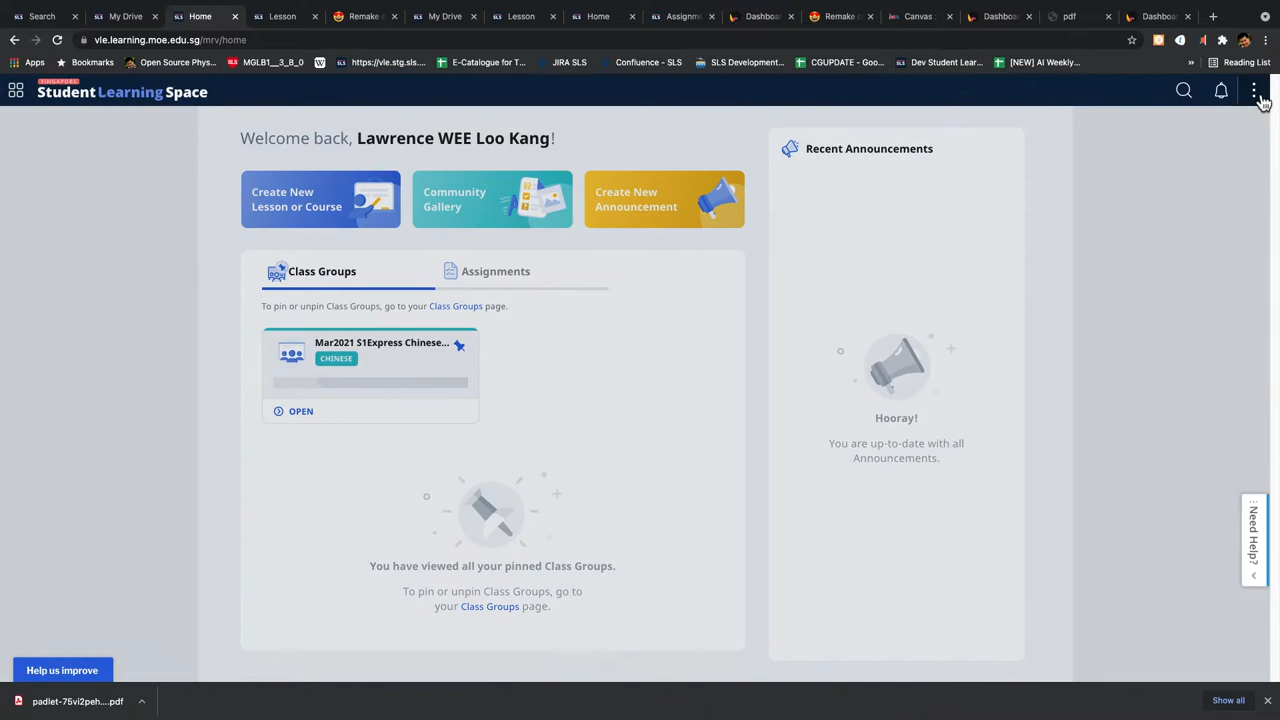 Search
My Drive
Home
Lesson
Remake o
My Drive
Lesson
Home
Assignm
Dashboa
Remake o
Canvas :
Dashboa
pdf
Dashboa
vle.learning.moe.edu.sg/mrv/home
Apps
Bookmarks
Open Source Phys...
MGLB1__3_B_0
https://vle.stg.sls....
E-Catalogue for T...
JIRA SLS
Confluence - SLS
SLS Development...
CGUPDATE - Goo...
Dev Student Lear...
[NEW] AI Weekly...
»
Reading List
SINGAPORE
Student Learning Space
Welcome back, Lawrence WEE Loo Kang!
Create New
Lesson or Course
Community
Gallery
Create New
Announcement
Recent Announcements
Class Groups
Assignments
To pin or unpin Class Groups, go to your Class Groups page.
Mar2021 S1Express Chinese...
CHINESE
OPEN
You have viewed all your pinned Class Groups.
To pin or unpin Class Groups, go to
your Class Groups page.
Hooray!
You are up-to-date with all
Announcements.
Need Help?
Help us improve
padlet-75vi2peh....pdf
Show all